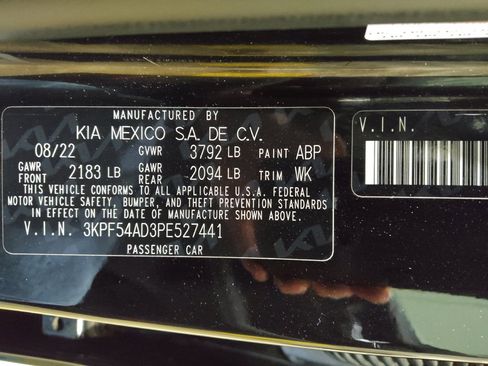 MANUFACTURED BY
KIA MEXICO S.A. DE C.V.
08/22 GVWR 3792 LB PAINT ABP
GAWR FRONT 2183 LB GAWR REAR 2094 LB TRIM WK
THIS VEHICLE CONFORMS TO ALL APPLICABLE U.S.A. FEDERAL
MOTOR VEHICLE SAFETY, BUMPER, AND THEFT PREVENTION STANDARDS
IN EFFECT ON THE DATE OF MANUFACTURE SHOWN ABOVE.
V.I.N. 3KPF54AD3PE527441
PASSENGER CAR
V.I.N.